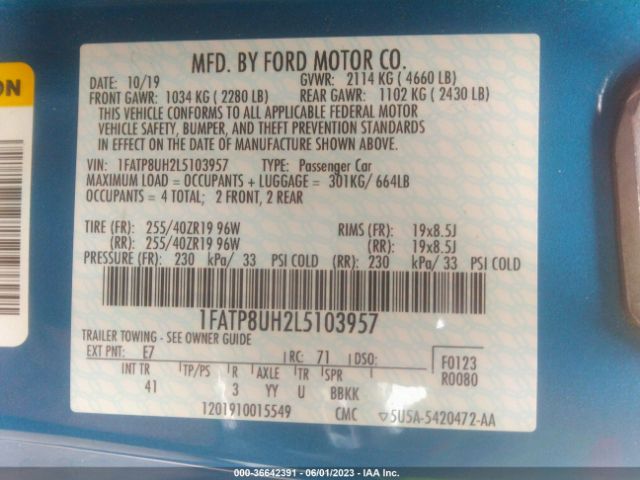 ON
MFD. BY FORD MOTOR CO.
DATE: 10/19 GVWR: 2114 KG ( 4660 LB)
FRONT GAWR: 1034 KG ( 2280 LB) REAR GAWR: 1102 KG ( 2430 LB)
THIS VEHICLE CONFORMS TO ALL APPLICABLE FEDERAL MOTOR
VEHICLE SAFETY, BUMPER, AND THEFT PREVENTION STANDARDS
IN EFFECT ON THE DATE OF MANUFACTURE SHOWN ABOVE.
VIN: 1FATP8UH2L5103957 TYPE: Passenger Car
MAXIMUM LOAD = OCCUPANTS + LUGGAGE = 301KG/ 664LB
OCCUPANTS = 4 TOTAL; 2 FRONT, 2 REAR
TIRE (FR): 255/40ZR19 96W RIMS (FR): 19x8.5J
(RR): 255/40ZR19 96W (RR): 19x8.5J
PRESSURE (FR): 230 kPa/ 33 PSI COLD (RR): 230 kPa/ 33 PSI COLD
1FATP8UH2L5103957
TRAILER TOWING - SEE OWNER GUIDE
EXT PNT: E7 RC: 71 DSO: F0123
INT TR TP/PS R AXLE TR SPR R0080
41 3 YY U BBKK
1201910015549 CMC ▽5U5A-5420472-AA
000-36642391 - 06/01/2023 - IAA Inc.